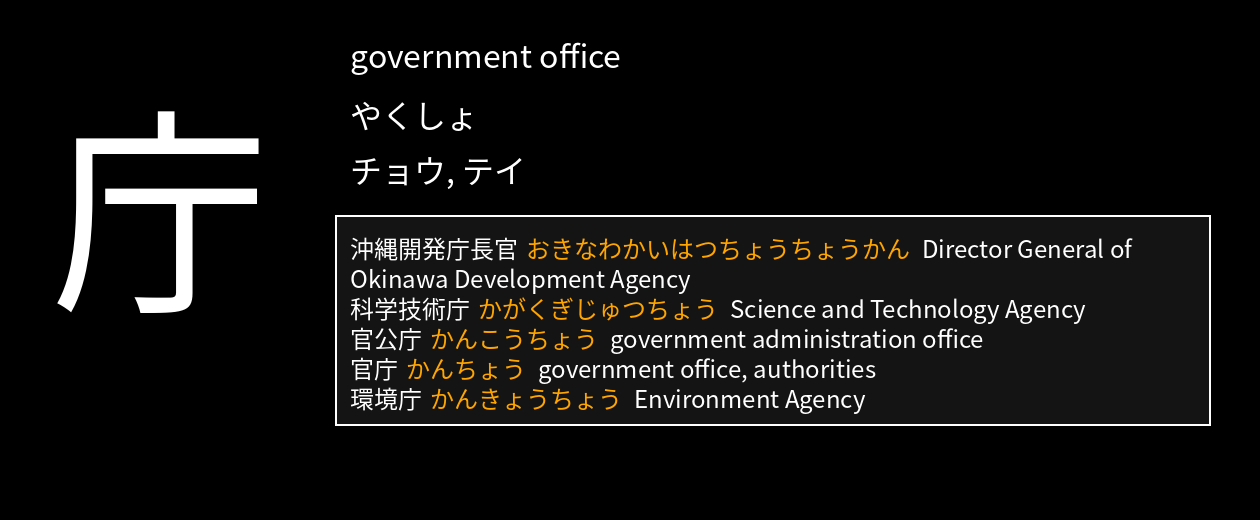 庁
government office
やくしょ
チョウ, テイ
沖縄開発庁長官 おきなわかいはつちょうちょうかん Director General of
Okinawa Development Agency
科学技術庁 かがくぎじゅつちょう Science and Technology Agency
官公庁 かんこうちょう government administration office
官庁 かんちょう government office, authorities
環境庁 かんきょうちょう Environment Agency